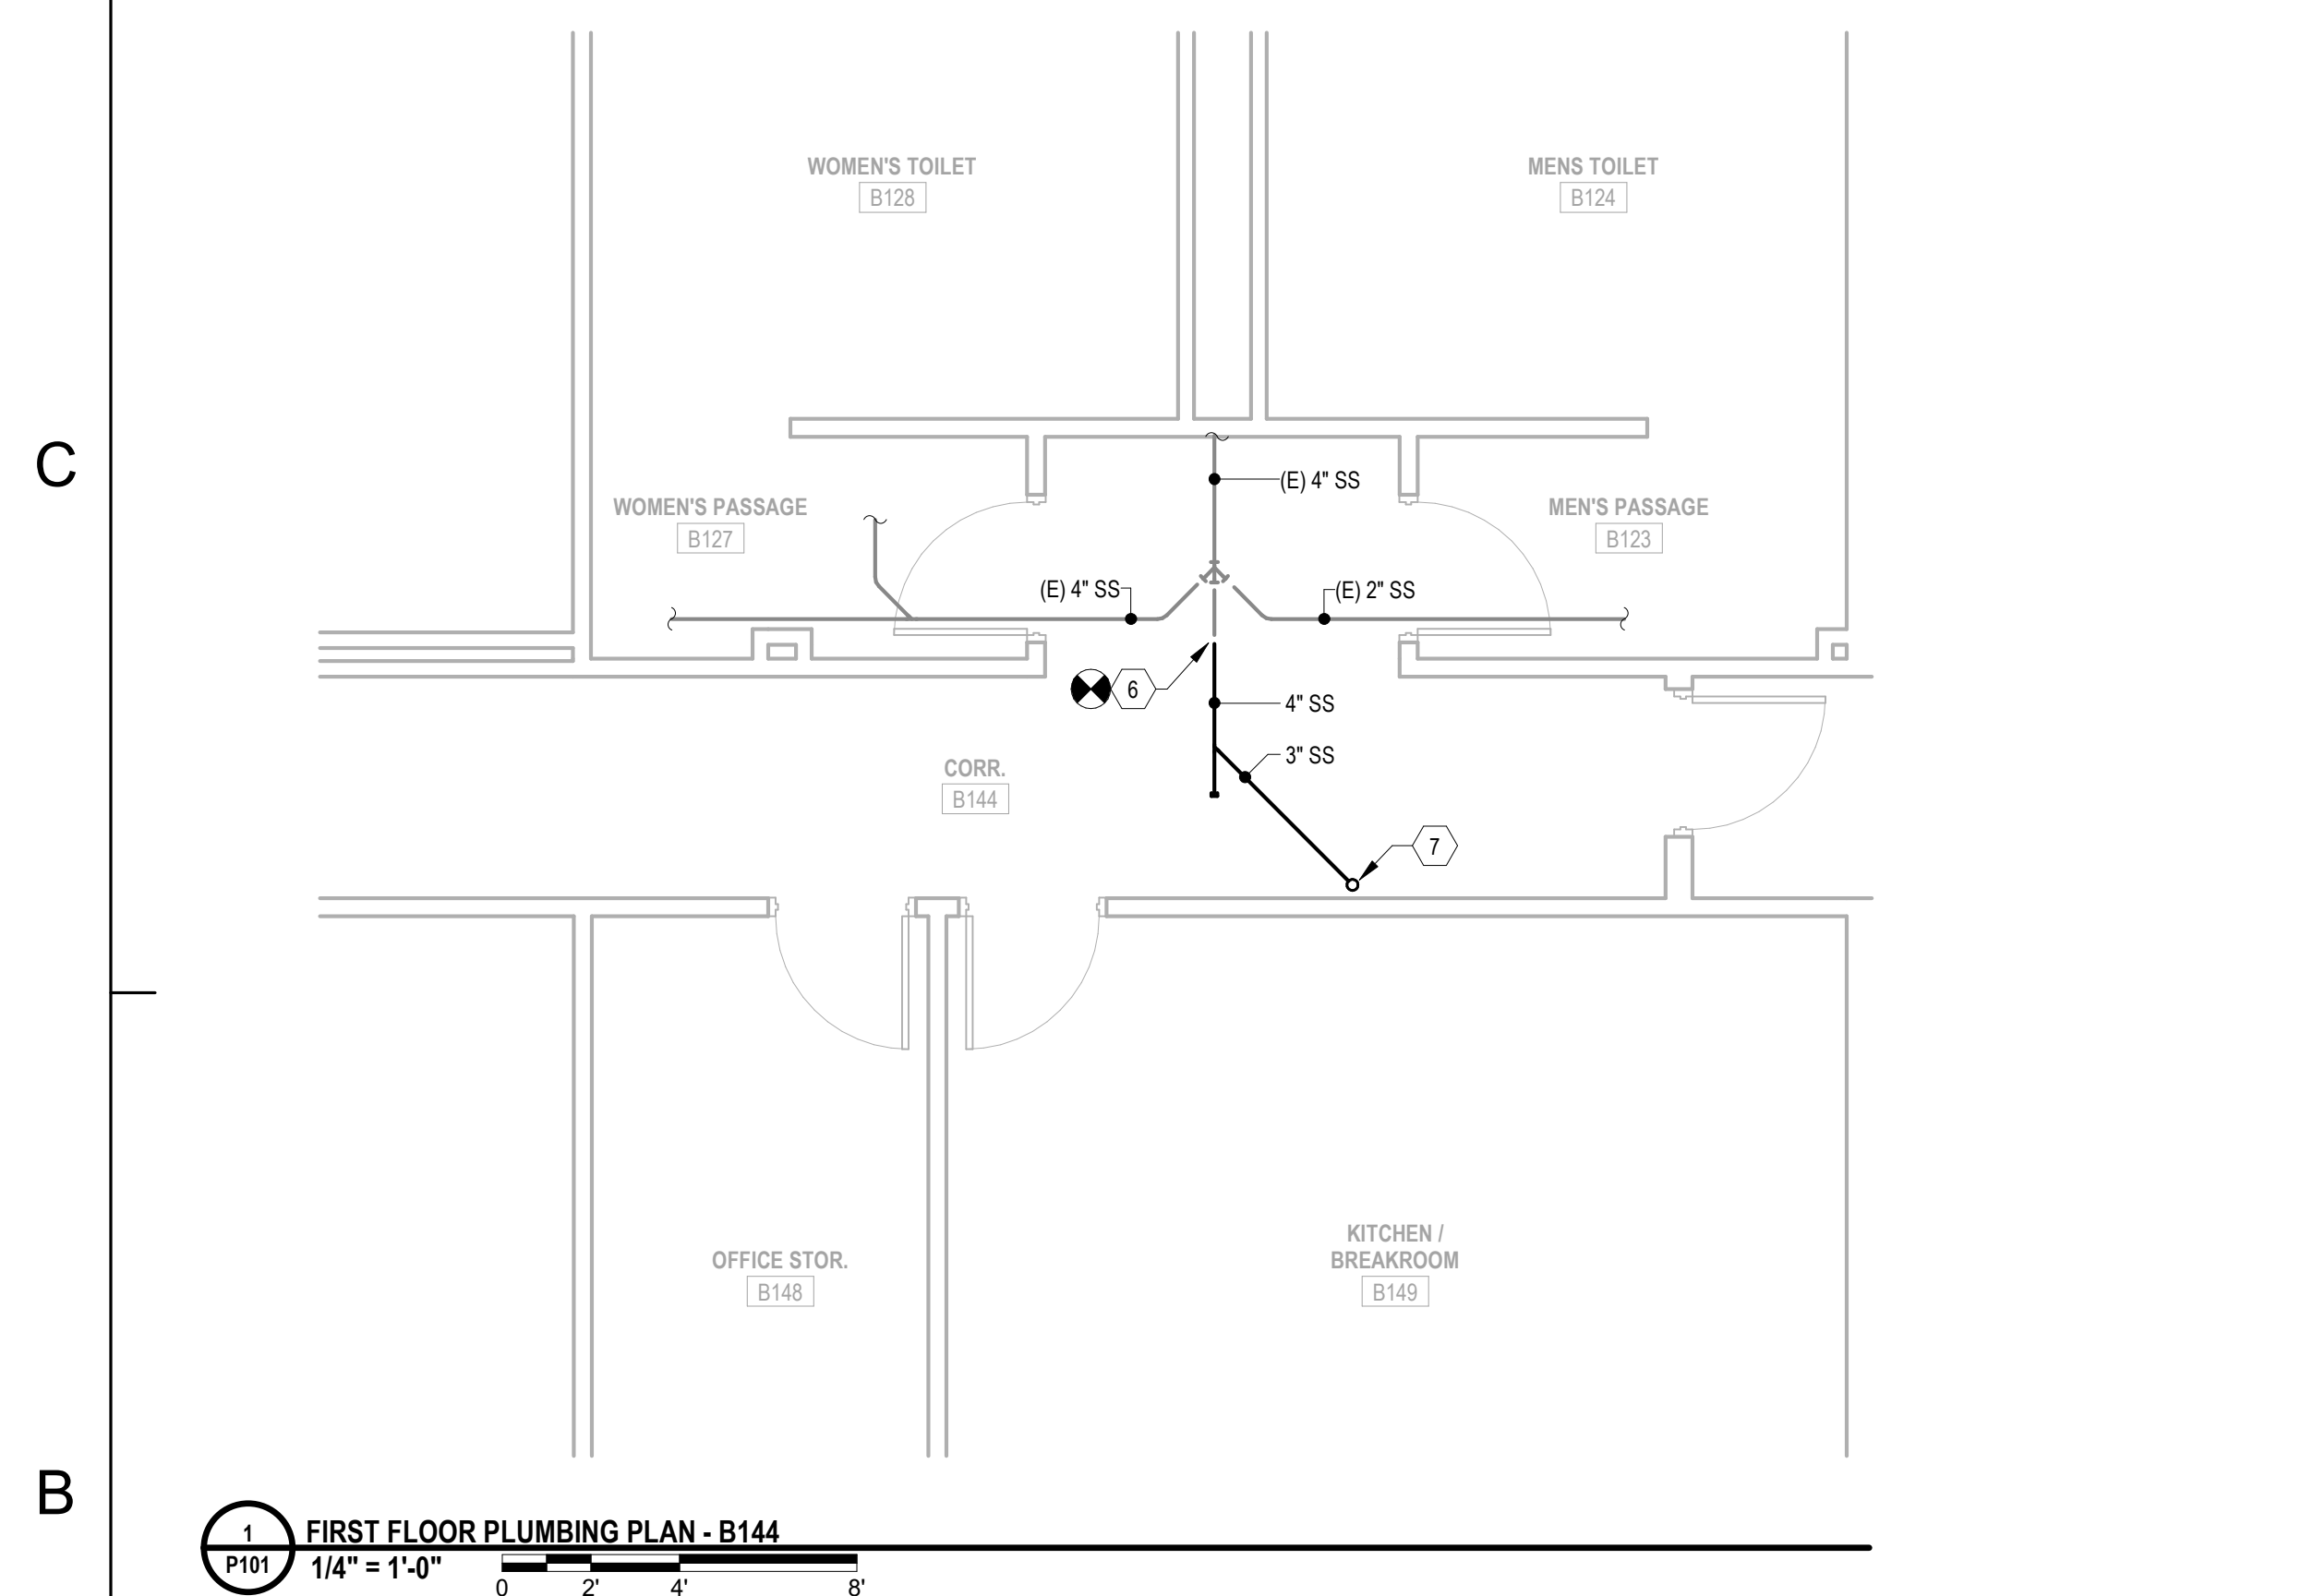 WOMEN'S TOILET
B128
MENS TOILET
B124
C
(E) 4" SS
WOMEN'S PASSAGE
B127
MEN'S PASSAGE
B123
(E) 4" SS
(E) 2" SS
6
4" SS
3" SS
CORR.
B144
7
KITCHEN /
BREAKROOM
B149
OFFICE STOR.
B148
B
1
P101
FIRST FLOOR PLUMBING PLAN - B144
1/4" = 1'-0"
0 2' 4' 8'